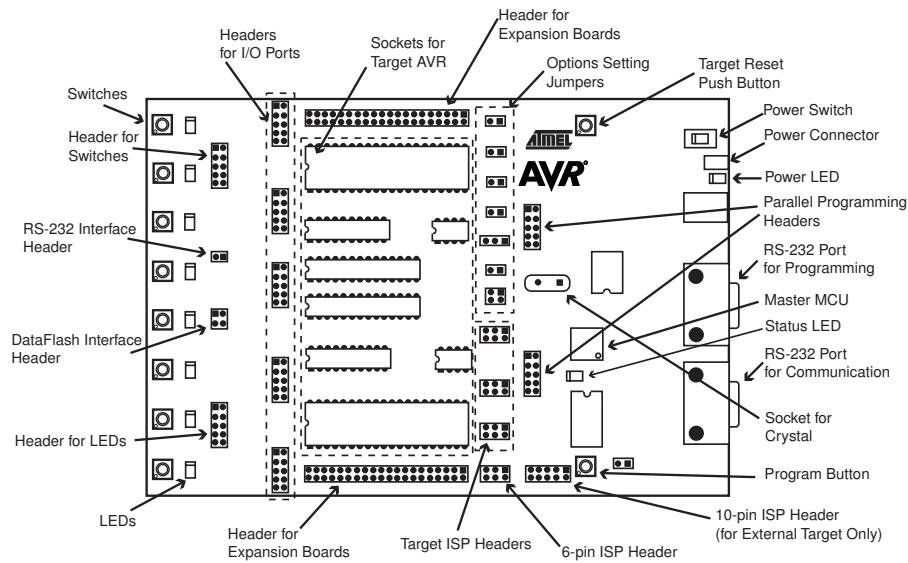 Header for
Expansion Boards
Headers
for I/O Ports
Sockets for
Target AVR
Options Setting
Jumpers
Target Reset
Push Button
Switches
Header for
Switches
Power Switch
Power Connector
Power LED
Parallel Programming
Headers
ATMEL
AVR®
RS-232 Interface
Header
RS-232 Port
for Programming
Master MCU
Status LED
DataFlash Interface
Header
RS-232 Port
for Communication
Header for LEDs
Socket for
Crystal
Program Button
LEDs
Header for
Expansion Boards
Target ISP Headers
6-pin ISP Header
10-pin ISP Header
(for External Target Only)